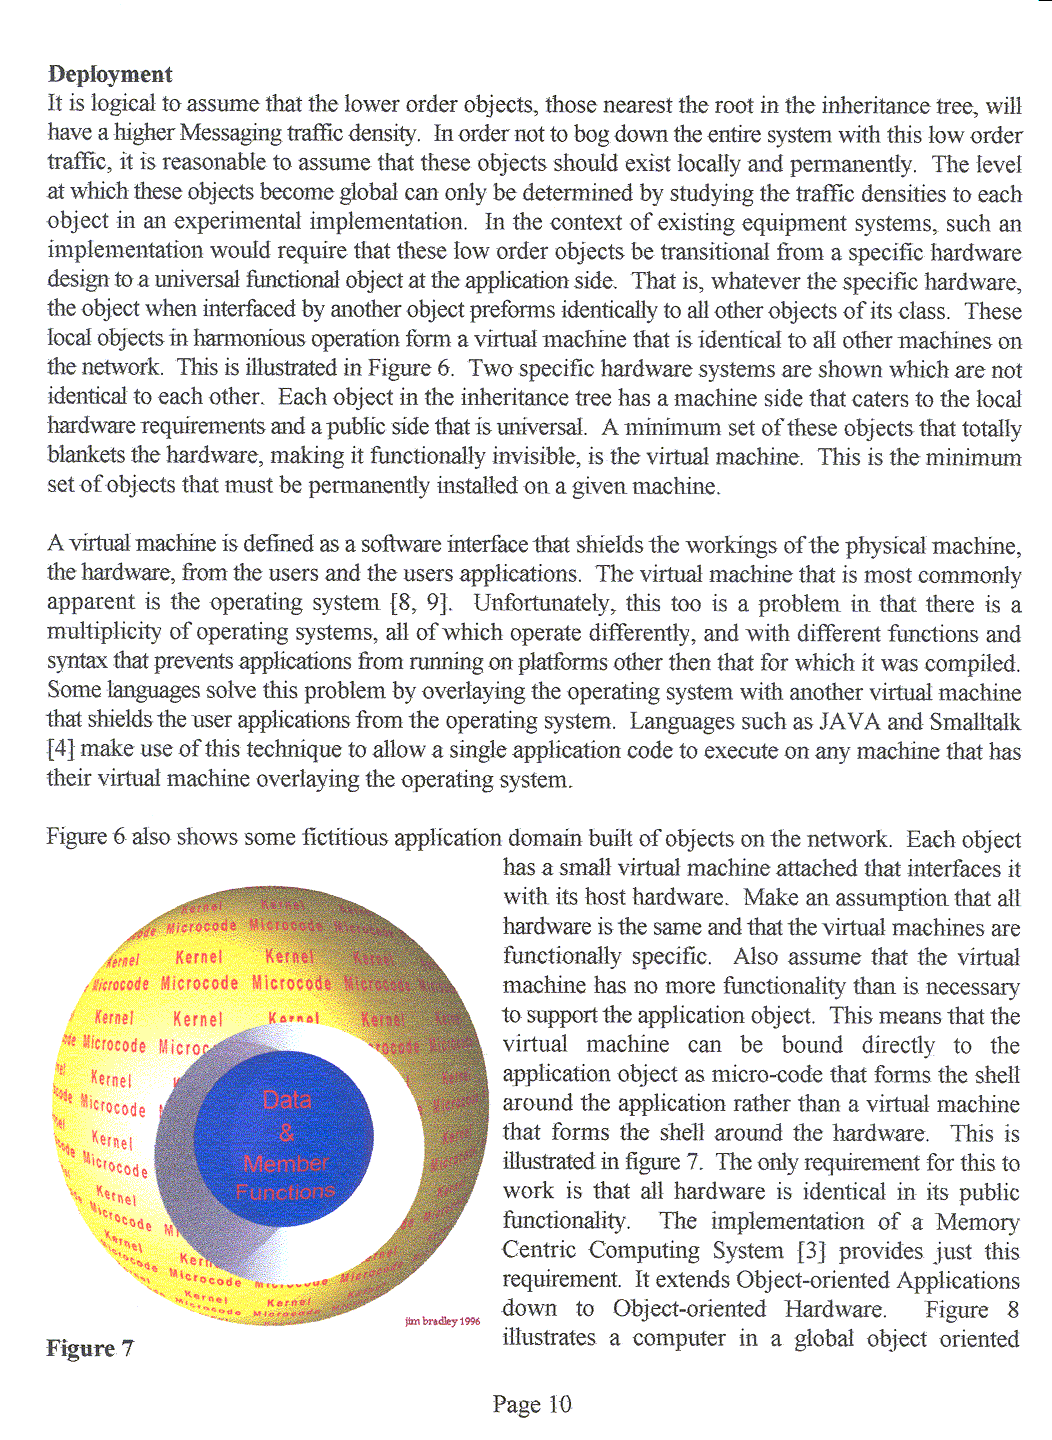 Deployment
It is logical to assume that the lower order objects, those nearest the root in the inheritance tree, will
have a higher Messaging traffic density. In order not to bog down the entire system with this low order
traffic, it is reasonable to assume that these objects should exist locally and permanently. The level
at which these objects become global can only be determined by studying the traffic densities to each
object in an experimental implementation. In the context of existing equipment systems, such an
implementation would require that these low order objects be transitional from a specific hardware
design to a universal functional object at the application side. That is, whatever the specific hardware,
the object when interfaced by another object preforms identically to all other objects of its class. These
local objects in harmonious operation form a virtual machine that is identical to all other machines on
the network. This is illustrated in Figure 6. Two specific hardware systems are shown which are not
identical to each other. Each object in the inheritance tree has a machine side that caters to the local
hardware requirements and a public side that is universal. A minimum set of these objects that totally
blankets the hardware, making it functionally invisible, is the virtual machine. This is the minimum
set of objects that must be permanently installed on a given machine.
A virtual machine is defined as a software interface that shields the workings of the physical machine,
the hardware, from the users and the users applications. The virtual machine that is most commonly
apparent is the operating system [8, 9]. Unfortunately, this too is a problem in that there is a
multiplicity of operating systems, all of which operate differently, and with different functions and
syntax that prevents applications from running on platforms other then that for which it was compiled.
Some languages solve this problem by overlaying the operating system with another virtual machine
that shields the user applications from the operating system. Languages such as JAVA and Smalltalk
[4] make use of this technique to allow a single application code to execute on any machine that has
their virtual machine overlaying the operating system.
Figure 6 also shows some fictitious application domain built of objects on the network. Each object
has a small virtual machine attached that interfaces it
with its host hardware. Make an assumption that all
hardware is the same and that the virtual machines are
functionally specific. Also assume that the virtual
machine has no more functionality than is necessary
to support the application object. This means that the
virtual machine can be bound directly to the
application object as micro-code that forms the shell
around the application rather than a virtual machine
that forms the shell around the hardware. This is
illustrated in figure 7. The only requirement for this to
work is that all hardware is identical in its public
functionality. The implementation of a Memory
Centric Computing System [3] provides just this
requirement. It extends Object-oriented Applications
down to Object-oriented Hardware. Figure 8
illustrates a computer in a global object oriented
Kernel Kernel
Microcode Microcode
Kernel Kernel
Microcode Microcode Microcode
Kernel Kernel Kernel Kernel
Microcode
Kernel
Microcode
Kernel
Microcode
Kernel
Microcode
Kernel
Microcode
Kernel Kernel
Microcode
Data
&
Member
Functions
jim bradley 1996
Figure 7
Page 10